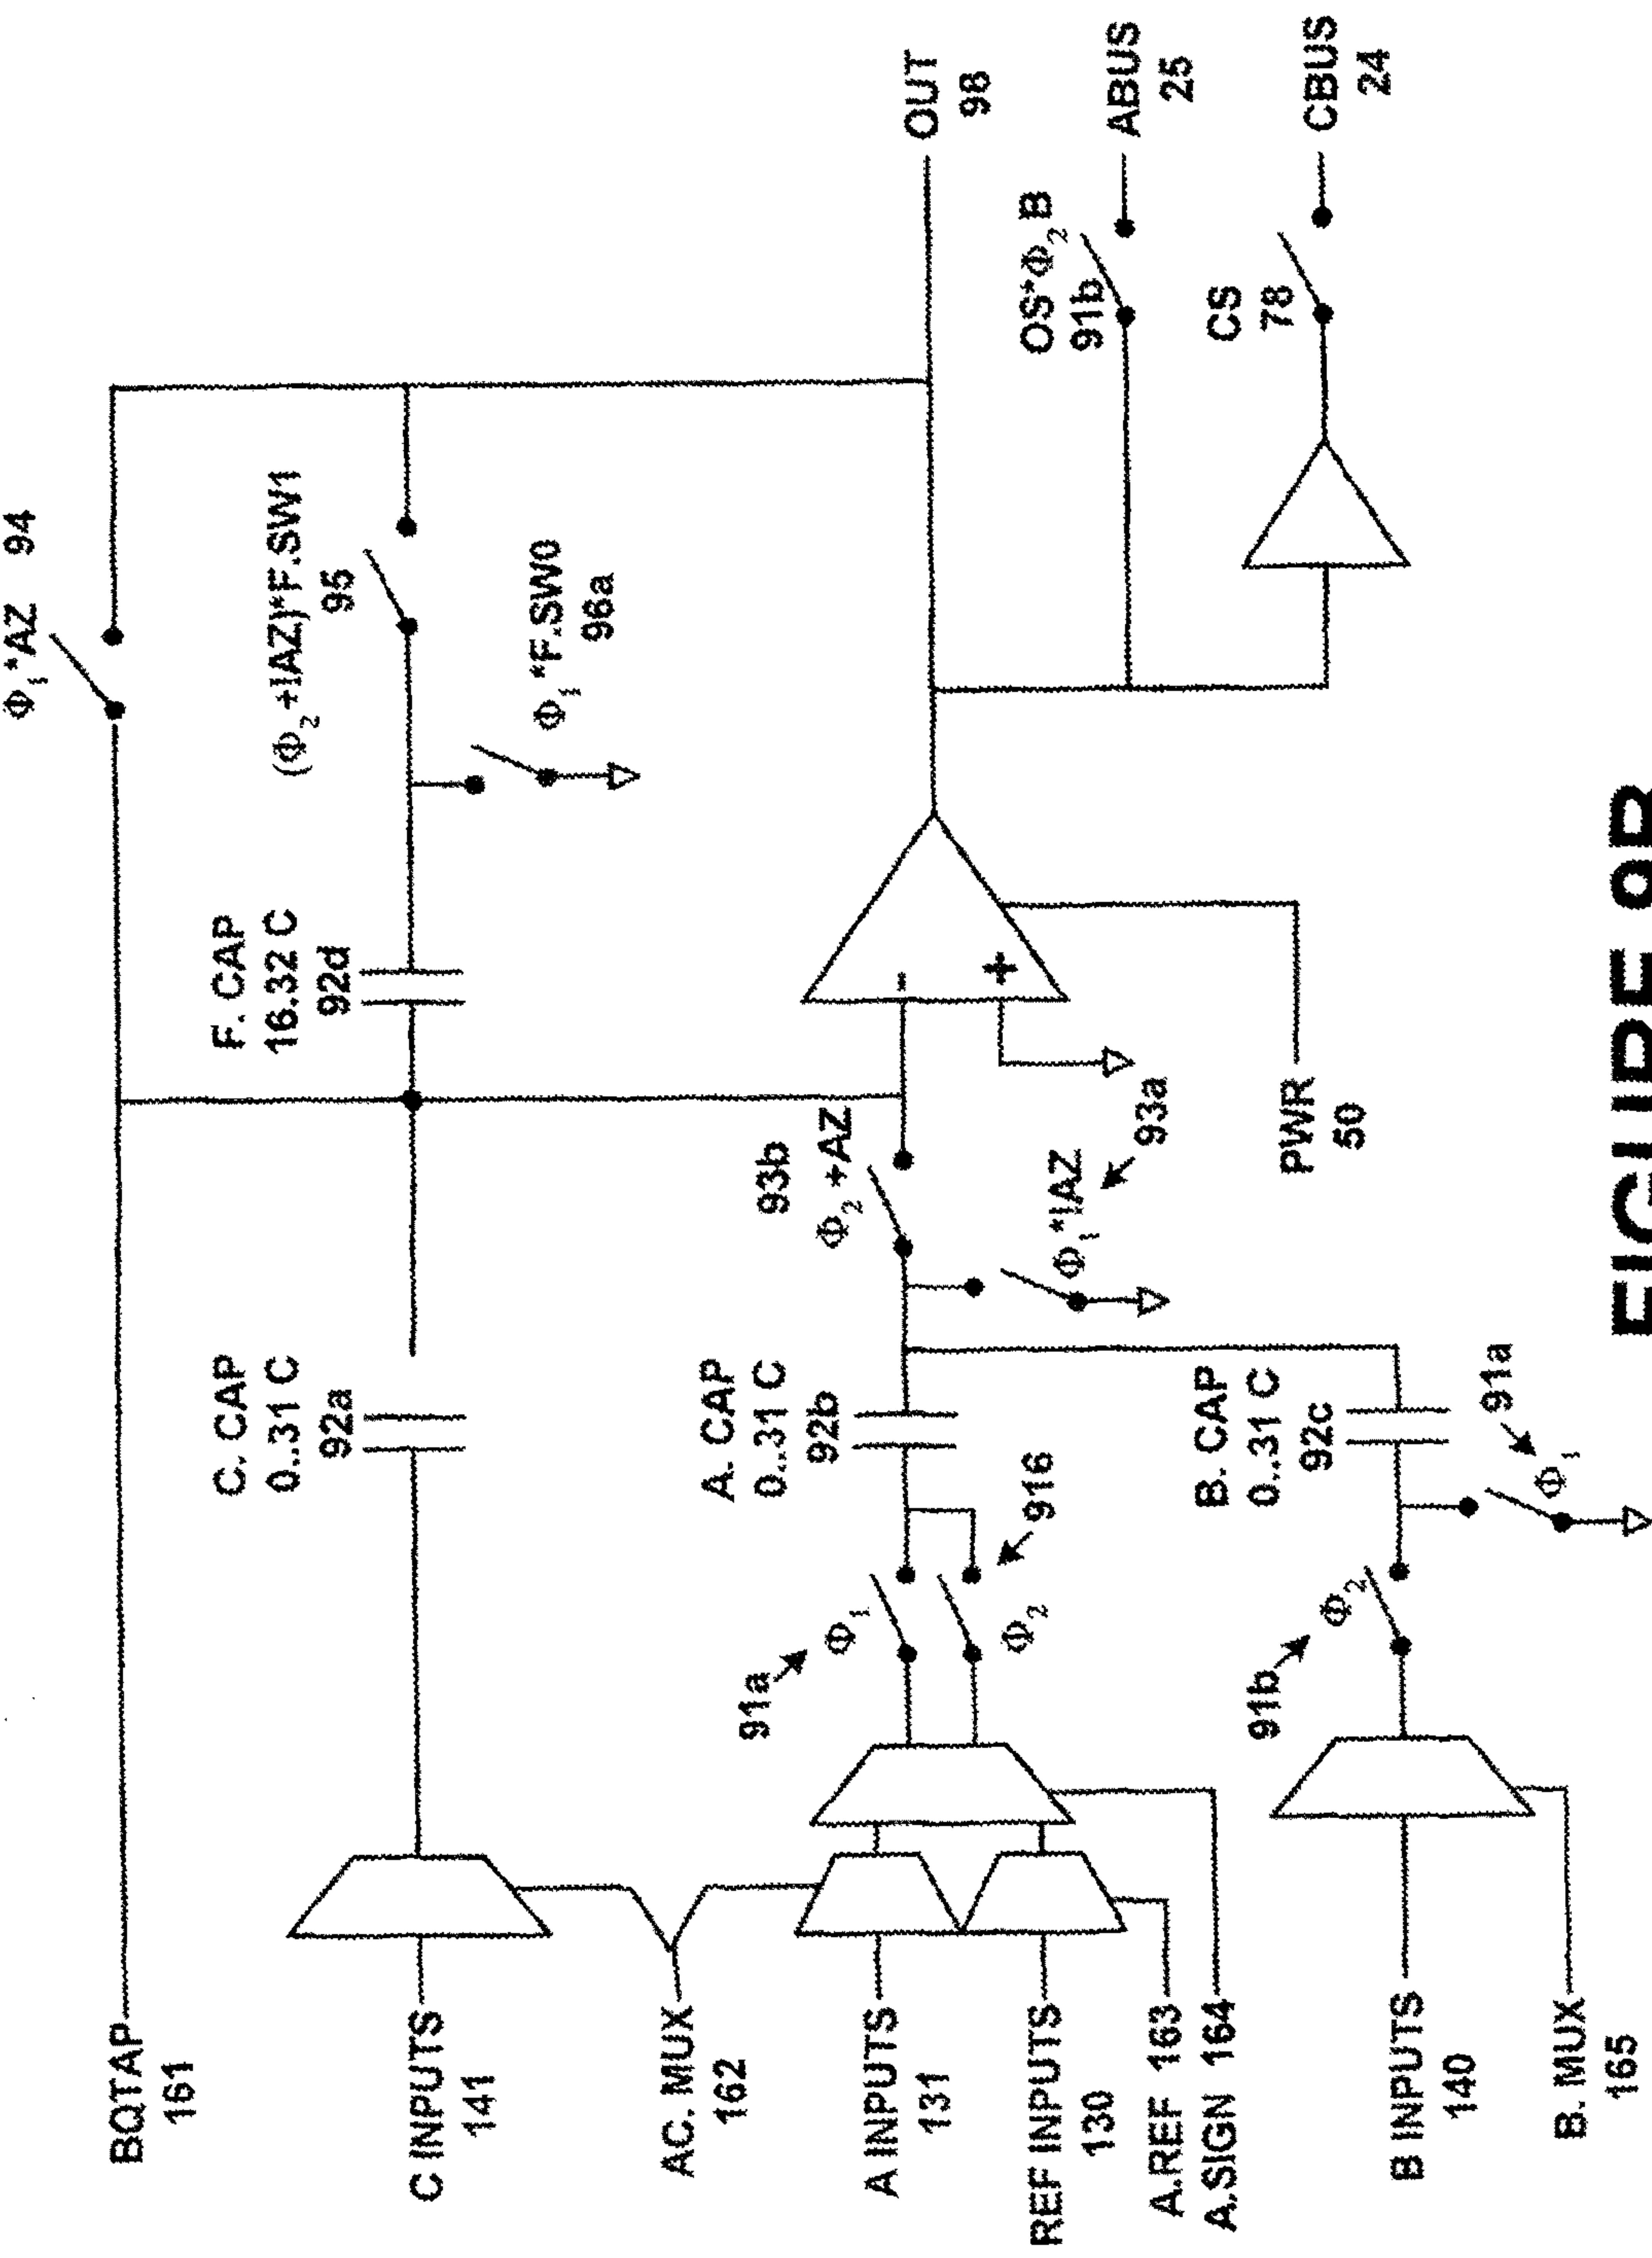 Φ1*AZ 94
F. CAP
16.32 C
92d
(Φ2 +!AZ)*F.SW1
95
Φ1*F.SW0
96a
BQTAP
161
C. CAP
0..31 C
92a
C INPUTS
141
AC. MUX
162
A. CAP
0..31 C
92b
93b
Φ2 +AZ
Φ1*!AZ
93a
OUT
98
OS*Φ2B
91b
ABUS
25
CS
78
CBUS
24
PWR
50
-
+
91a
Φ1
Φ2
916
A INPUTS
131
REF INPUTS
130
A.REF 163
A.SIGN 164
B. CAP
0..31 C
92c
91b
Φ2
Φ1
91a
B INPUTS
140
B. MUX
165